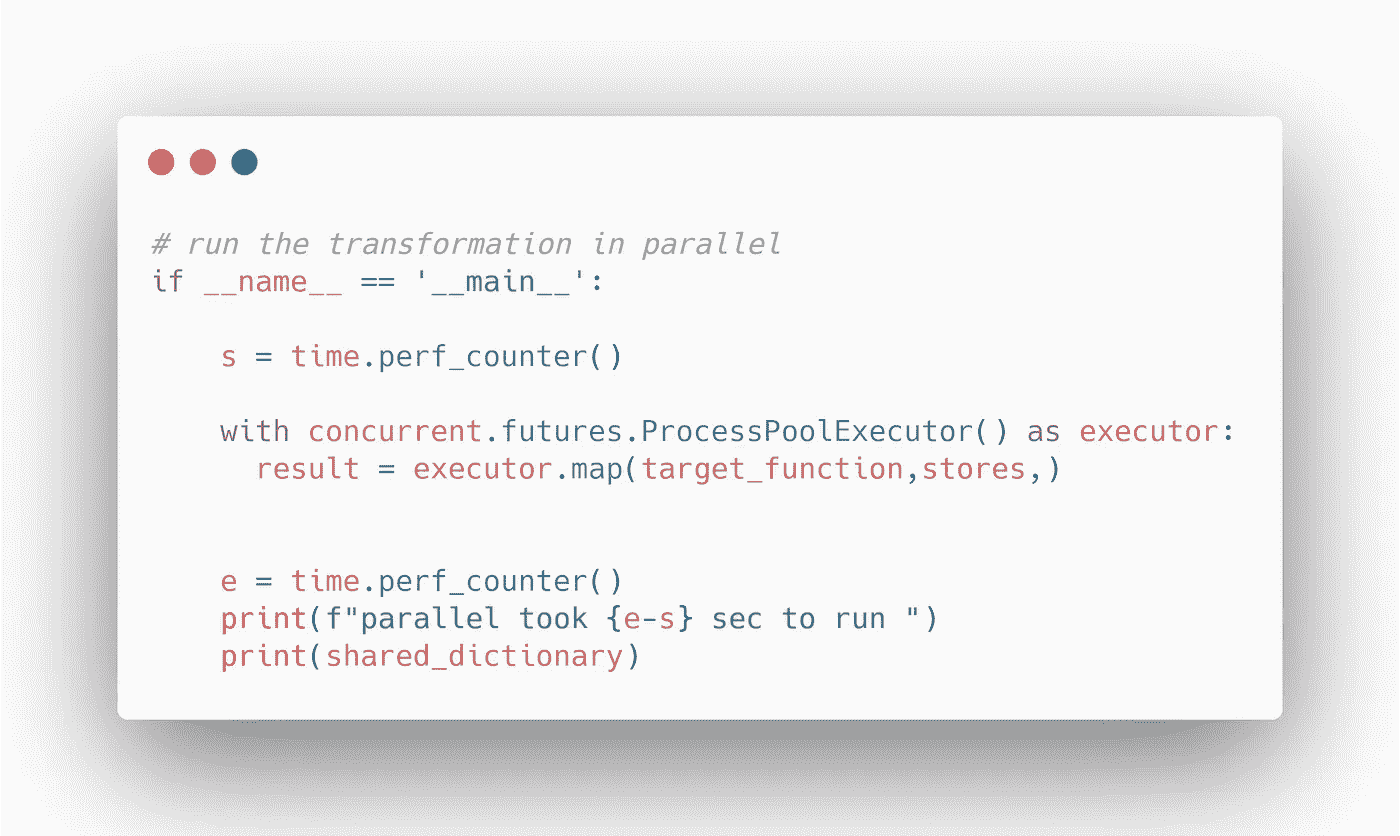 # run the transformation in parallel
if __name__ == '__main__':
    s = time.perf_counter()
    with concurrent.futures.ProcessPoolExecutor() as executor:
      result = executor.map(target_function,stores,)
    e = time.perf_counter()
    print(f"parallel took {e-s} sec to run ")
    print(shared_dictionary)